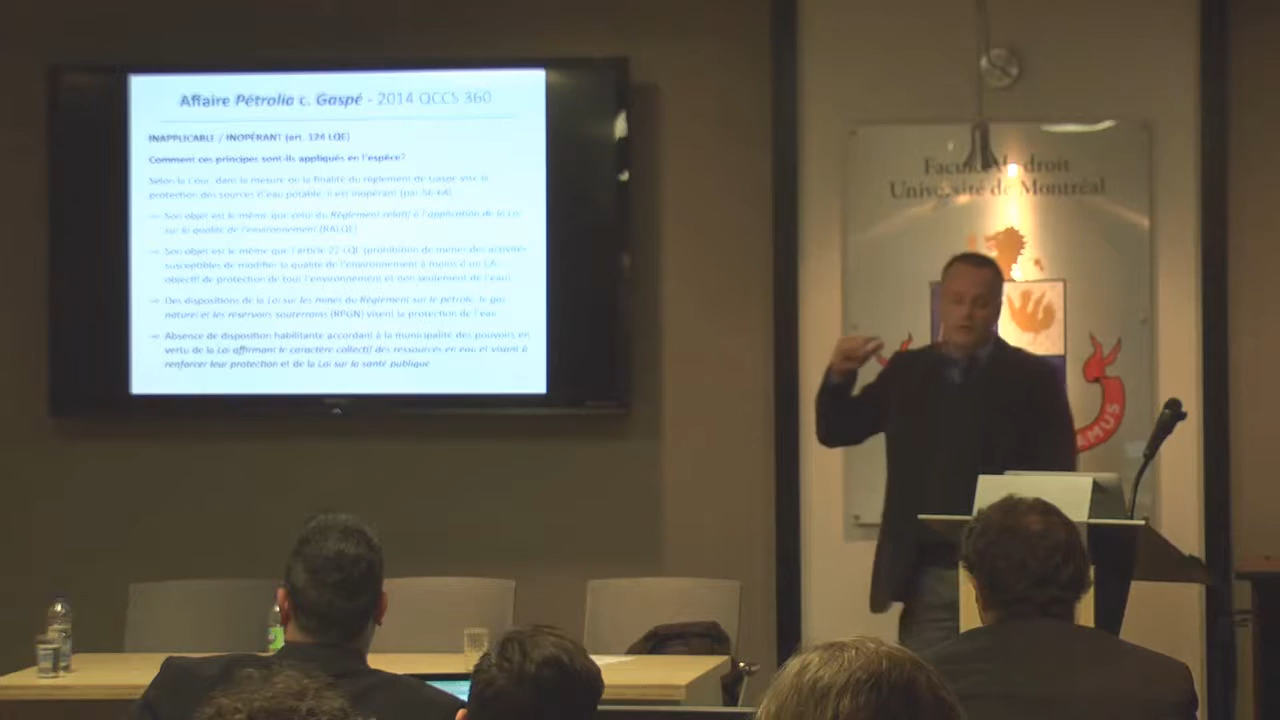 Affaire Pétrolia c. Gaspé - 2014 QCCS 360
INAPPLICABLE / INOPÉRANT (art. 124 LQE)
Comment ces principes sont-ils appliqués en l'espèce?
Selon la Cour, dans la mesure où la finalité du règlement de Gaspé vise la
protection des sources d'eau potable, il est inopérant (par. 56-64)
Son objet est le même que celui du Règlement relatif à l'application de la Loi
sur la qualité de l'environnement (RALQE)
Son objet est le même que l'article 22 LQE (prohibition de mener des activités
susceptibles de modifier la qualité de l'environnement à moins d'un CA
objectif de protection de tout l'environnement et non seulement de l'eau)
Des dispositions de la Loi sur les mines du Règlement sur le pétrole, le gaz
naturel et les réservoirs souterrains (RPGN) visent la protection de l'eau
Absence de disposition habilitante accordant à la municipalité des pouvoirs en
vertu de la Loi affirmant le caractère collectif des ressources en eau et visant à
renforcer leur protection et de la Loi sur la santé publique
Faculté de droit
Université de Montréal
AMUS